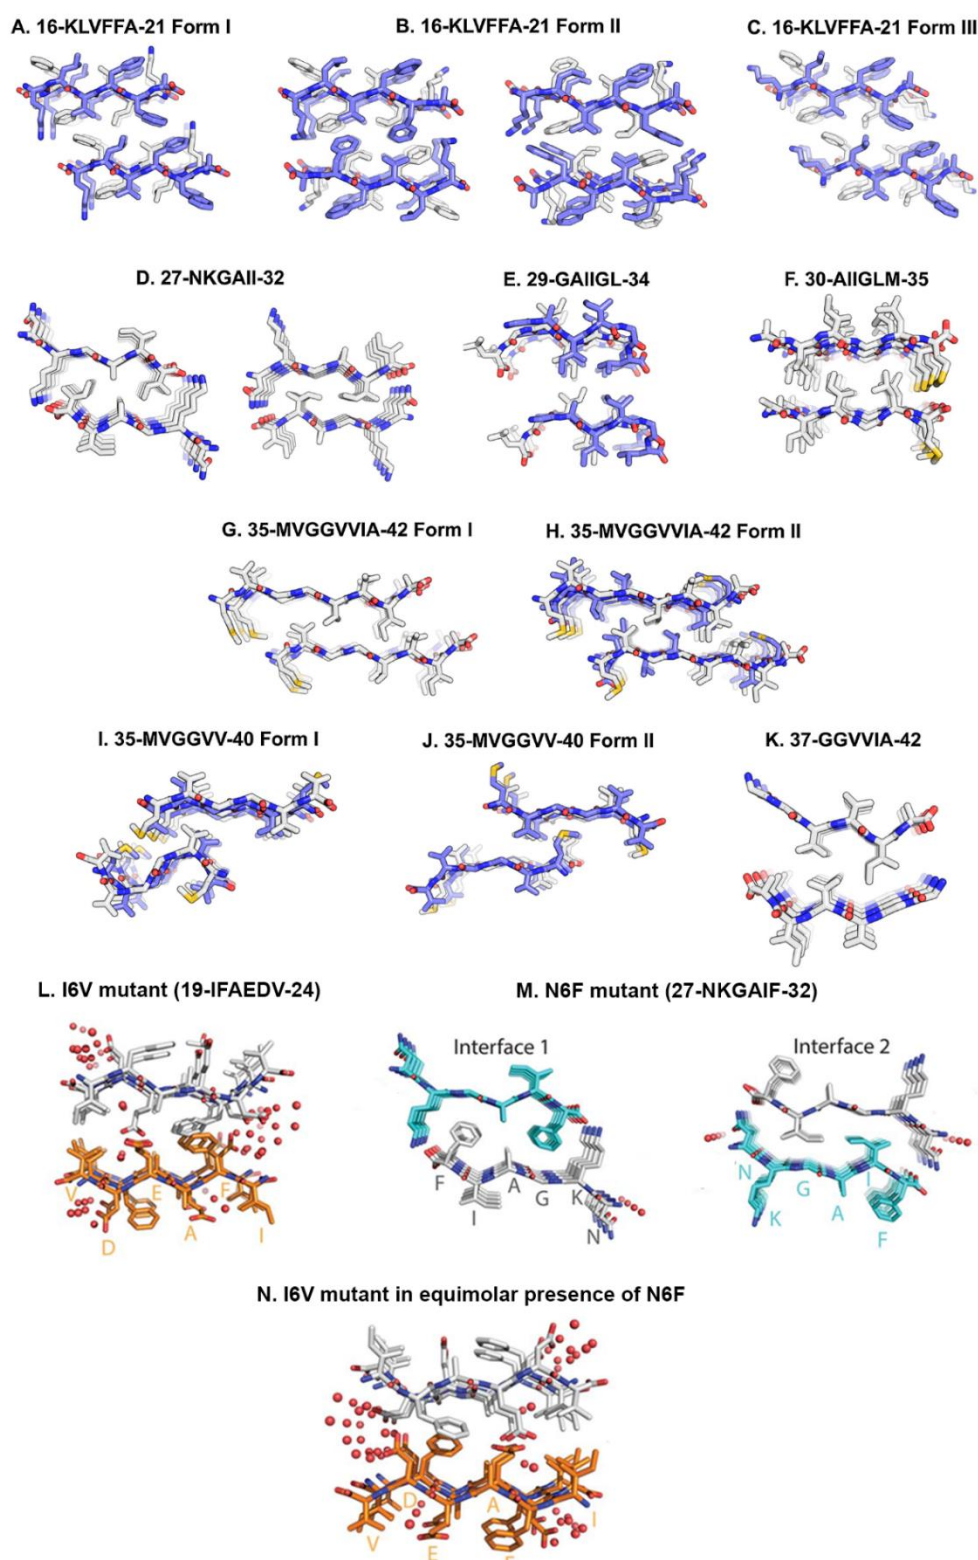 A. 16-KLVFFA-21 Form I
B. 16-KLVFFA-21 Form II
C. 16-KLVFFA-21 Form III
D. 27-NKGAII-32
E. 29-GAIIGL-34
F. 30-AIIGLM-35
G. 35-MVGGVVIA-42 Form I
H. 35-MVGGVVIA-42 Form II
I. 35-MVGGVV-40 Form I
J. 35-MVGGVV-40 Form II
K. 37-GGVVIA-42
L. I6V mutant (19-IFAEDV-24)
M. N6F mutant (27-NKGAIF-32)
Interface 1
Interface 2
V
E
F
D
A
I
F
A
G
K
I
N
N
G
I
K
A
F
N. I6V mutant in equimolar presence of N6F
D
A
I
V
E
F